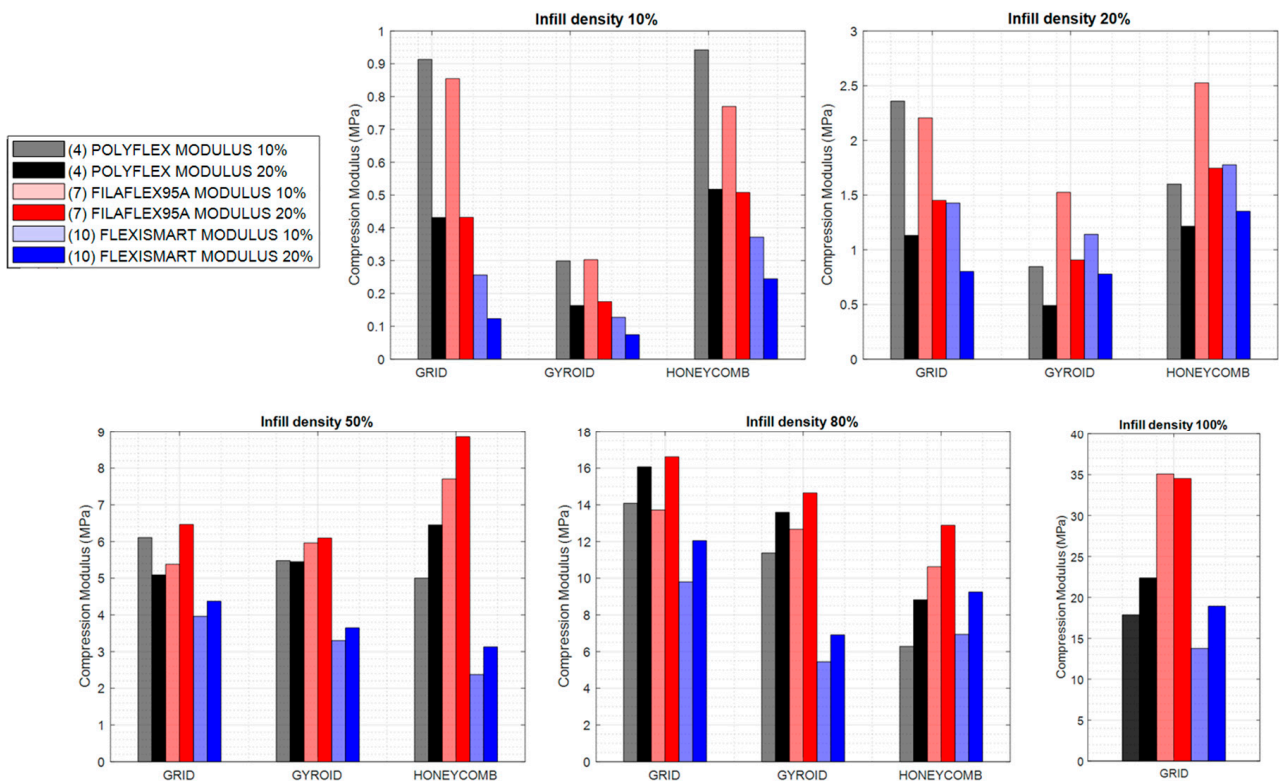 (4) POLYFLEX MODULUS 10%
(4) POLYFLEX MODULUS 20%
(7) FILAFLEX95A MODULUS 10%
(7) FILAFLEX95A MODULUS 20%
(10) FLEXISMART MODULUS 10%
(10) FLEXISMART MODULUS 20%
Infill density 10%
Compression Modulus (MPa)
1
0.9
0.8
0.7
0.6
0.5
0.4
0.3
0.2
0.1
0
GRID GYROID HONEYCOMB
Infill density 20%
Compression Modulus (MPa)
3
2.5
2
1.5
1
0.5
0
GRID GYROID HONEYCOMB
Infill density 50%
Compression Modulus (MPa)
9
8
7
6
5
4
3
2
1
0
GRID GYROID HONEYCOMB
Infill density 80%
Compression Modulus (MPa)
18
16
14
12
10
8
6
4
2
0
GRID GYROID HONEYCOMB
Infill density 100%
Compression Modulus (MPa)
40
35
30
25
20
15
10
5
0
GRID